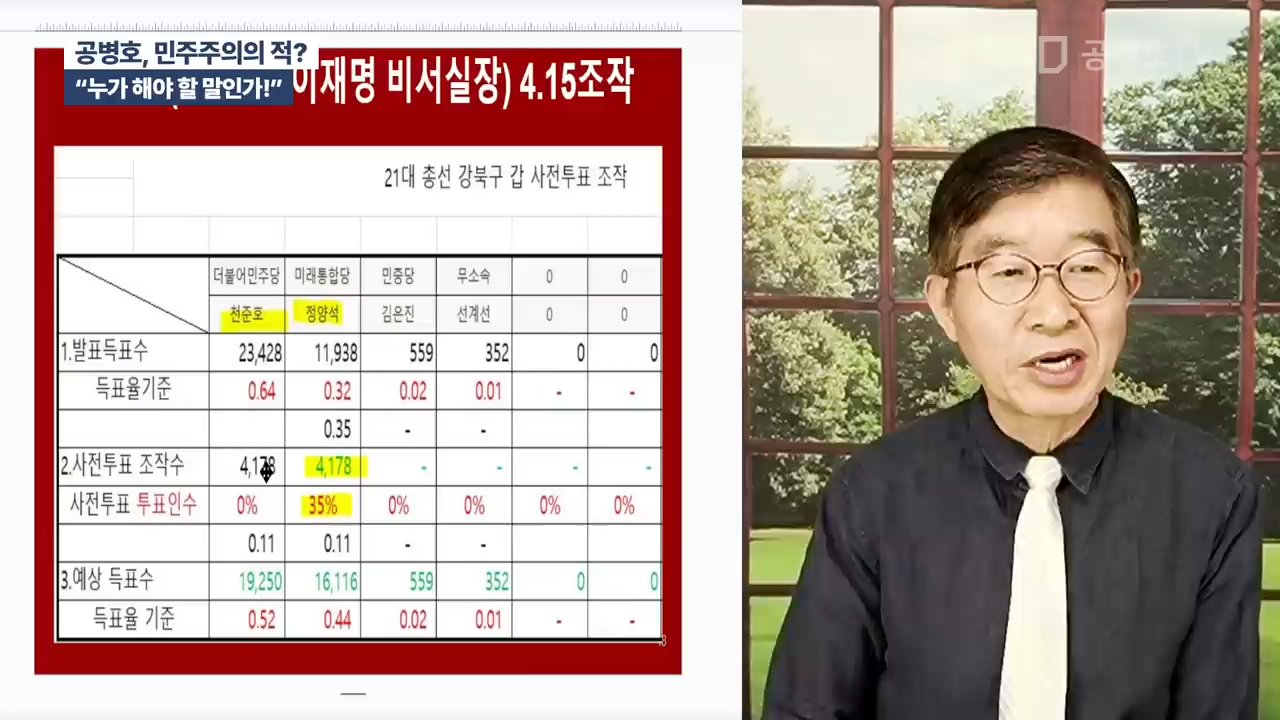 공병호, 민주주의의 적?
“누가 해야 할 말인가!”
이재명 비서실장) 4.15조작
21대 총선 강북구 갑 사전투표 조작
더불어민주당 미래통합당 민중당 무소속 0 0
천준호 정양석 김은진 선계선 0 0
1.발표득표수 23,428 11,938 559 352 0 0
득표율기준 0.64 0.32 0.02 0.01 - -
0.35 - -
2.사전투표 조작수 4,178 4,178 - - - -
사전투표 투표인수 0% 35% 0% 0% 0% 0%
0.11 0.11 - -
3.예상 득표수 19,250 16,116 559 352 0 0
득표율 기준 0.52 0.44 0.02 0.01 - -